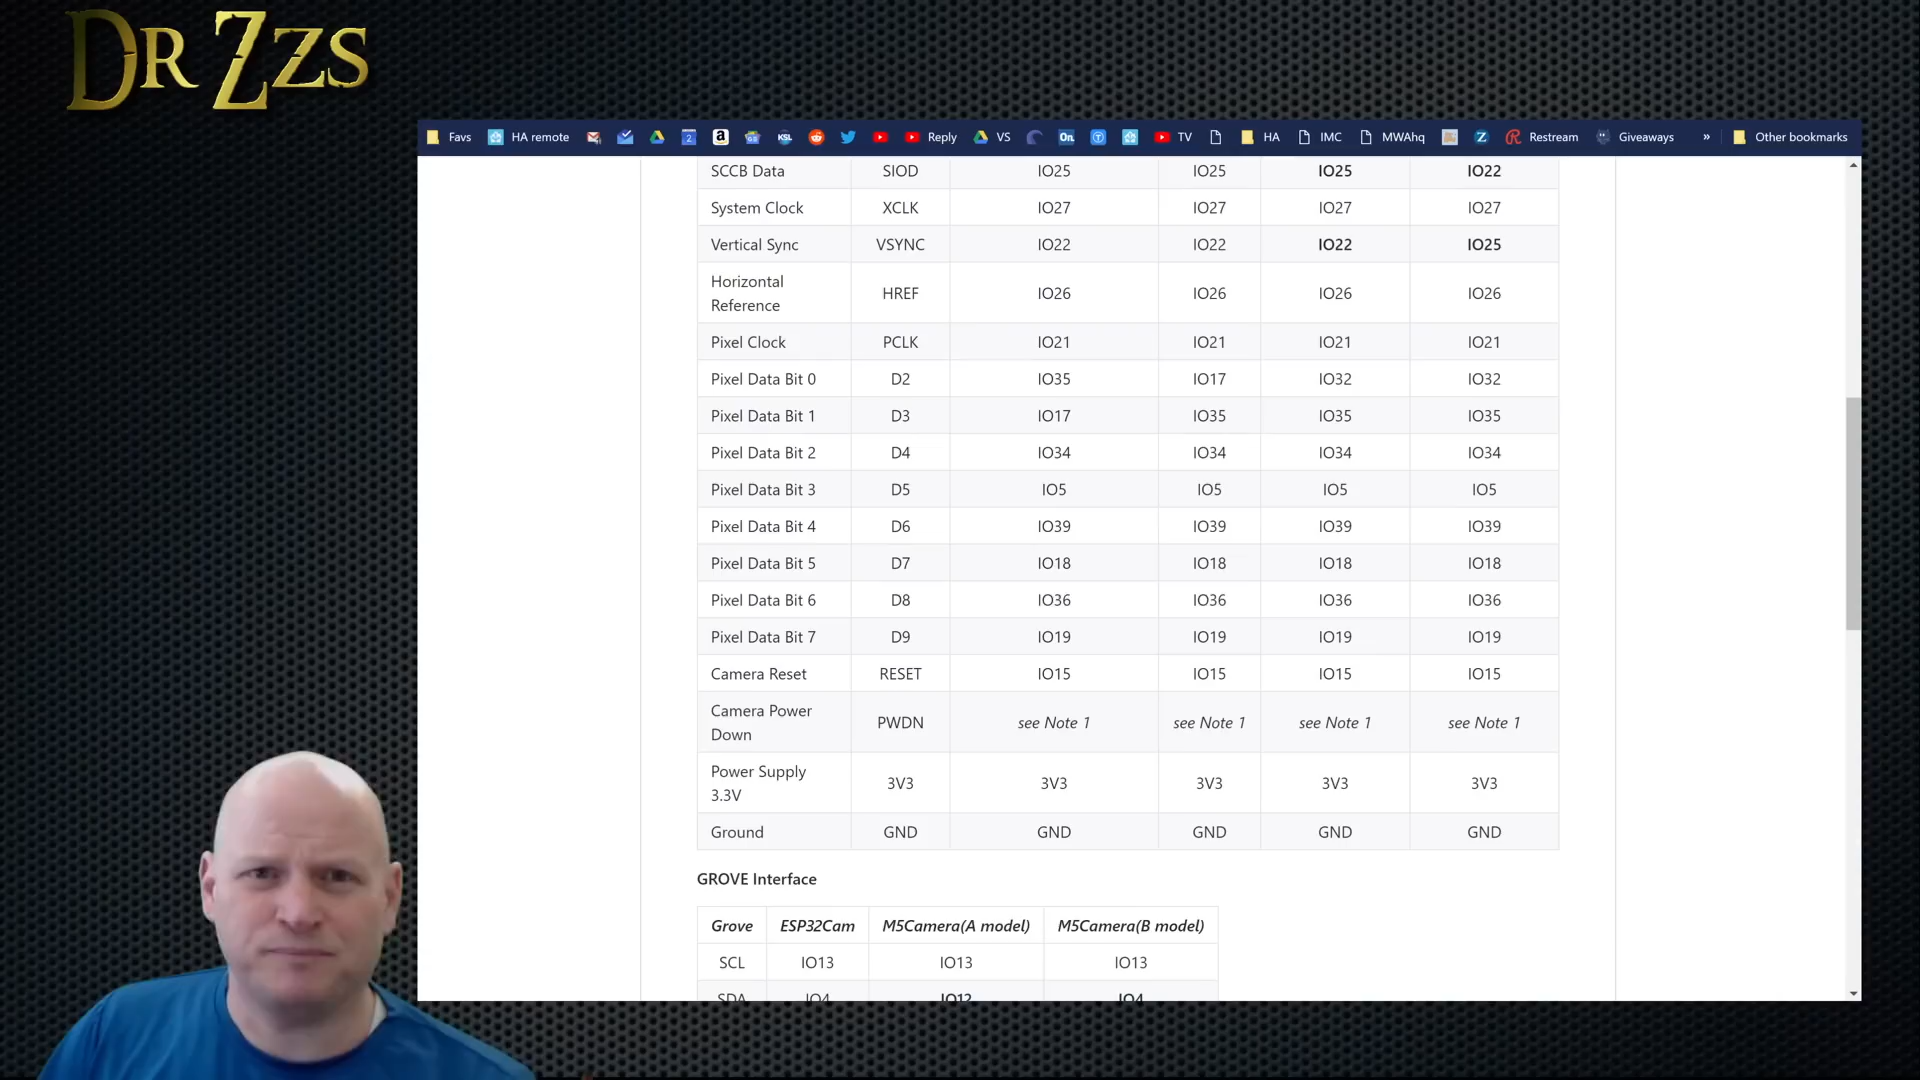 DR ZZS
Favs HA remote Reply VS TV HA IMC MWAhq Restream Giveaways » Other bookmarks
SCCB Data SIOD IO25 IO25 IO25 IO22
System Clock XCLK IO27 IO27 IO27 IO27
Vertical Sync VSYNC IO22 IO22 IO22 IO25
Horizontal
Reference HREF IO26 IO26 IO26 IO26
Pixel Clock PCLK IO21 IO21 IO21 IO21
Pixel Data Bit 0 D2 IO35 IO17 IO32 IO32
Pixel Data Bit 1 D3 IO17 IO35 IO35 IO35
Pixel Data Bit 2 D4 IO34 IO34 IO34 IO34
Pixel Data Bit 3 D5 IO5 IO5 IO5 IO5
Pixel Data Bit 4 D6 IO39 IO39 IO39 IO39
Pixel Data Bit 5 D7 IO18 IO18 IO18 IO18
Pixel Data Bit 6 D8 IO36 IO36 IO36 IO36
Pixel Data Bit 7 D9 IO19 IO19 IO19 IO19
Camera Reset RESET IO15 IO15 IO15 IO15
Camera Power
Down PWDN see Note 1 see Note 1 see Note 1 see Note 1
Power Supply
3.3V 3V3 3V3 3V3 3V3 3V3
Ground GND GND GND GND GND
GROVE Interface
Grove ESP32Cam M5Camera(A model) M5Camera(B model)
SCL IO13 IO13 IO13
SDA IO4 IO12 IO4